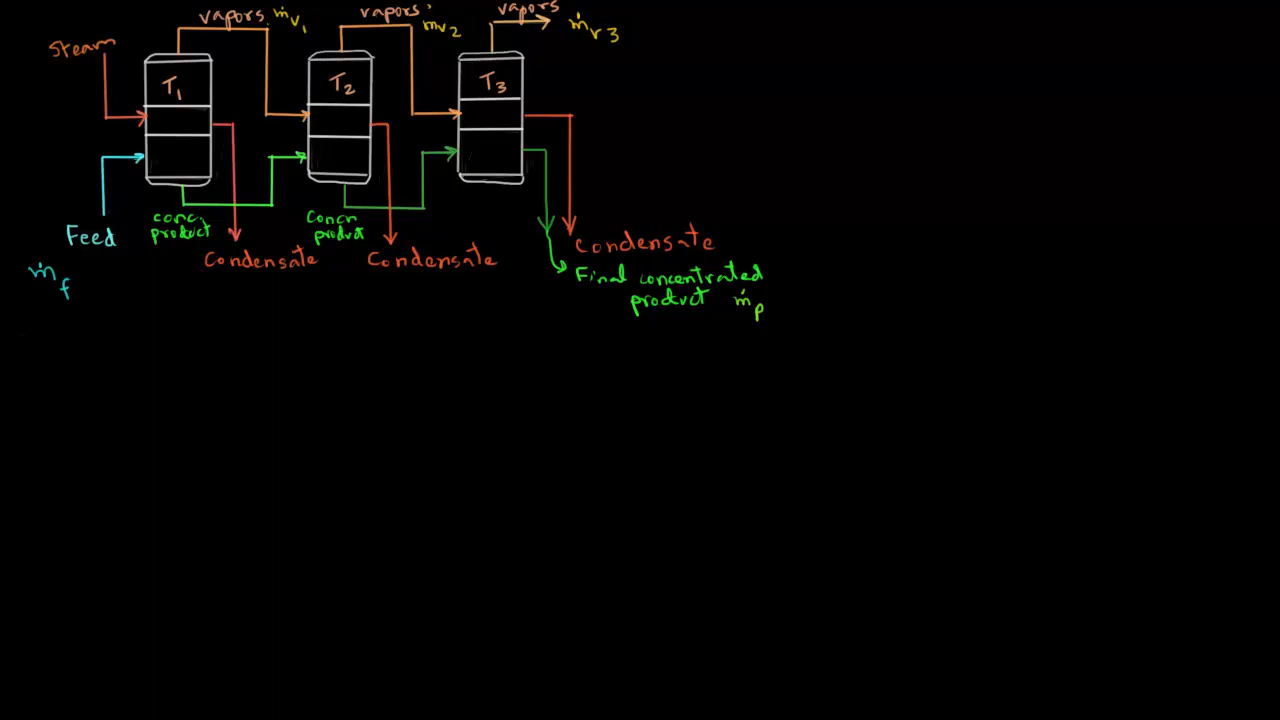 vapors ṁv1
vapors ṁv2
vapors ṁv3
Steam
T1
T2
T3
Feed
ṁf
conc.
product
Concn
product
Condensate
Condensate
Condensate
Final concentrated
product ṁp